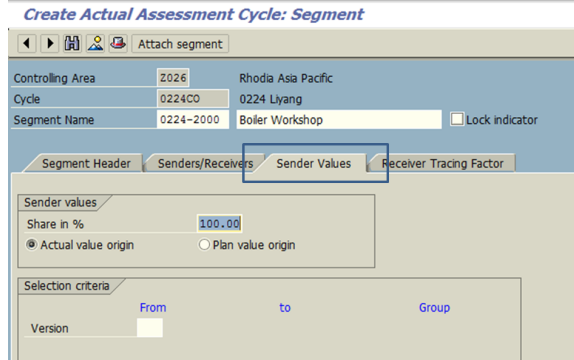 Create Actual Assessment Cycle: Segment
Attach segment
Controlling Area Z026 Rhodia Asia Pacific
Cycle 0224CO 0224 Liyang
Segment Name 0224-2000 Boiler Workshop Lock indicator
Segment Header Senders/Receivers Sender Values Receiver Tracing Factor
Sender values
Share in % 100.00
Actual value origin Plan value origin
Selection criteria
From to Group
Version